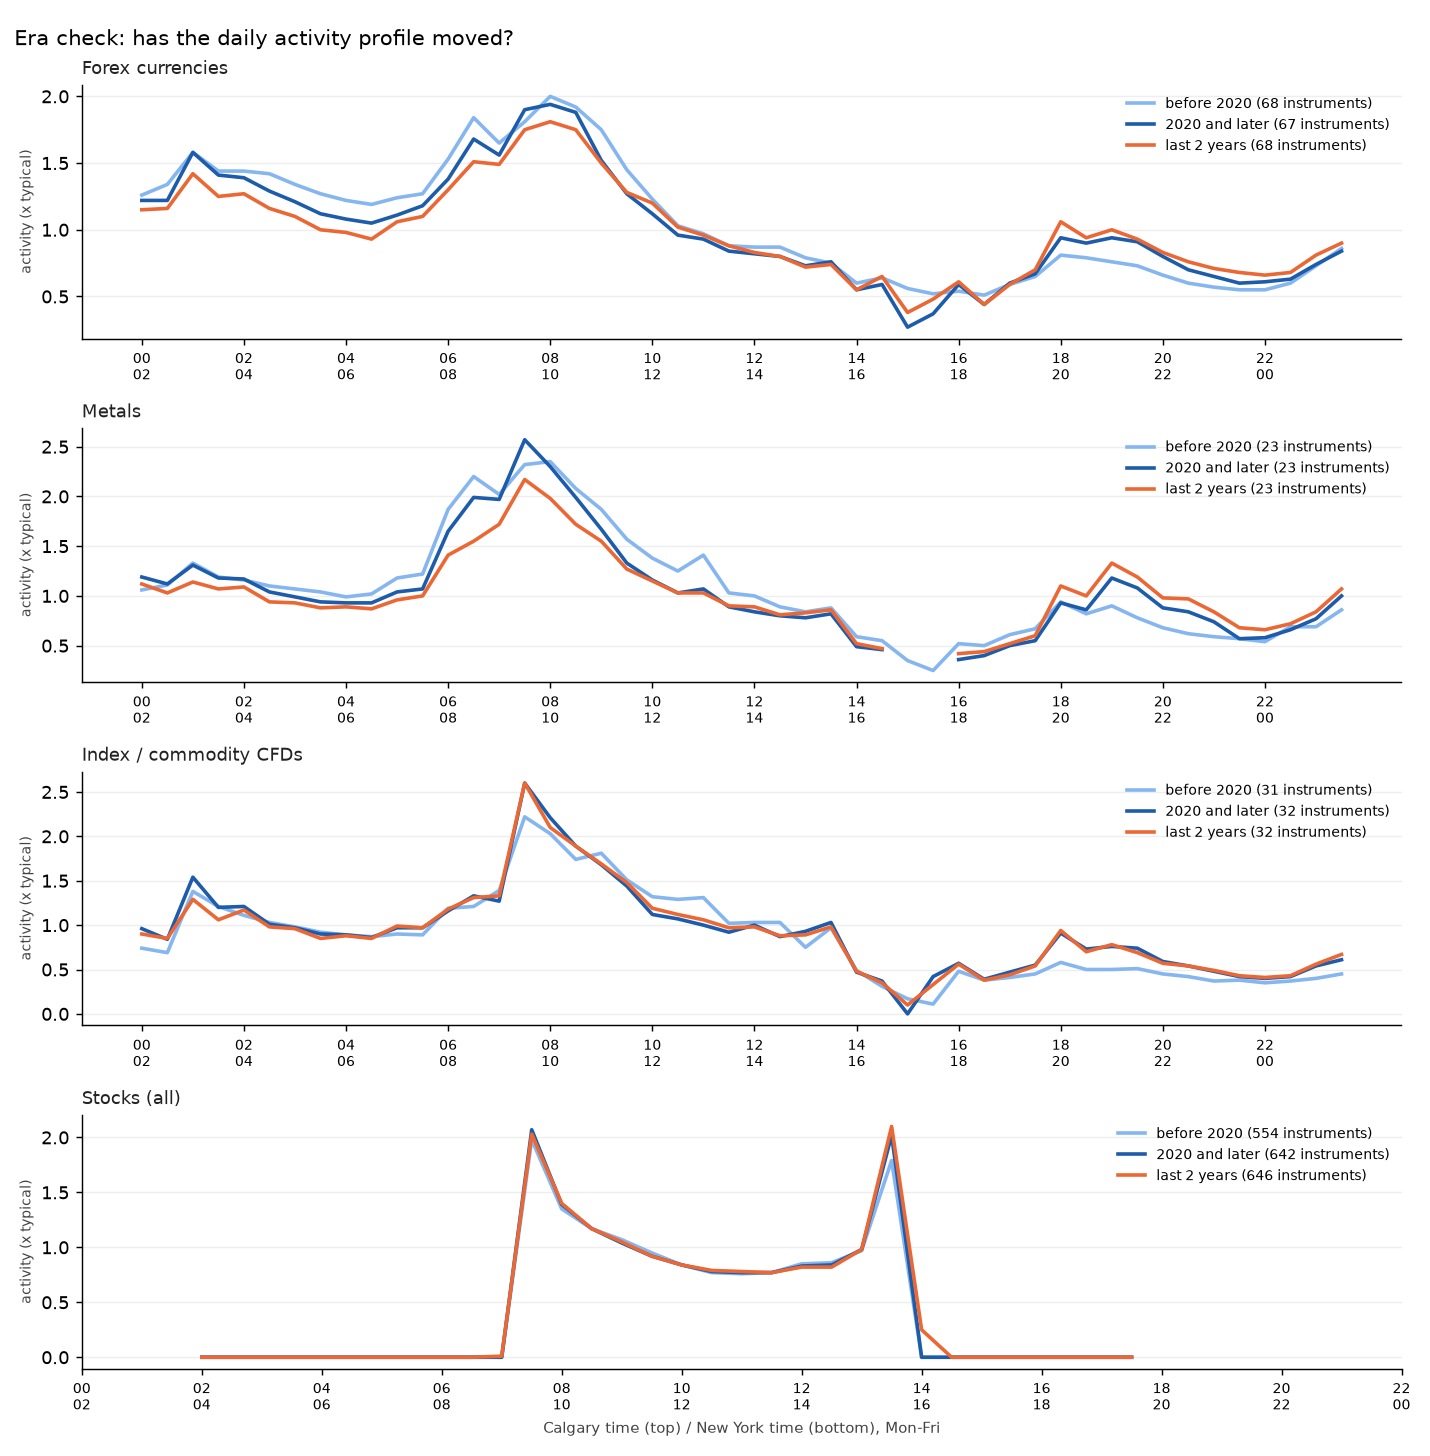 Era check: has the daily activity profile moved?
Forex currencies
activity (x typical)
2.0
1.5
1.0
0.5
before 2020 (68 instruments)
2020 and later (67 instruments)
last 2 years (68 instruments)
00 02 04 06 08 10 12 14 16 18 20 22
02 04 06 08 10 12 14 16 18 20 22 00
Metals
activity (x typical)
2.5
2.0
1.5
1.0
0.5
before 2020 (23 instruments)
2020 and later (23 instruments)
last 2 years (23 instruments)
00 02 04 06 08 10 12 14 16 18 20 22
02 04 06 08 10 12 14 16 18 20 22 00
Index / commodity CFDs
activity (x typical)
2.5
2.0
1.5
1.0
0.5
0.0
before 2020 (31 instruments)
2020 and later (32 instruments)
last 2 years (32 instruments)
00 02 04 06 08 10 12 14 16 18 20 22
02 04 06 08 10 12 14 16 18 20 22 00
Stocks (all)
activity (x typical)
2.0
1.5
1.0
0.5
0.0
before 2020 (554 instruments)
2020 and later (642 instruments)
last 2 years (646 instruments)
00 02 04 06 08 10 12 14 16 18 20 22
02 04 06 08 10 12 14 16 18 20 22 00
Calgary time (top) / New York time (bottom), Mon-Fri